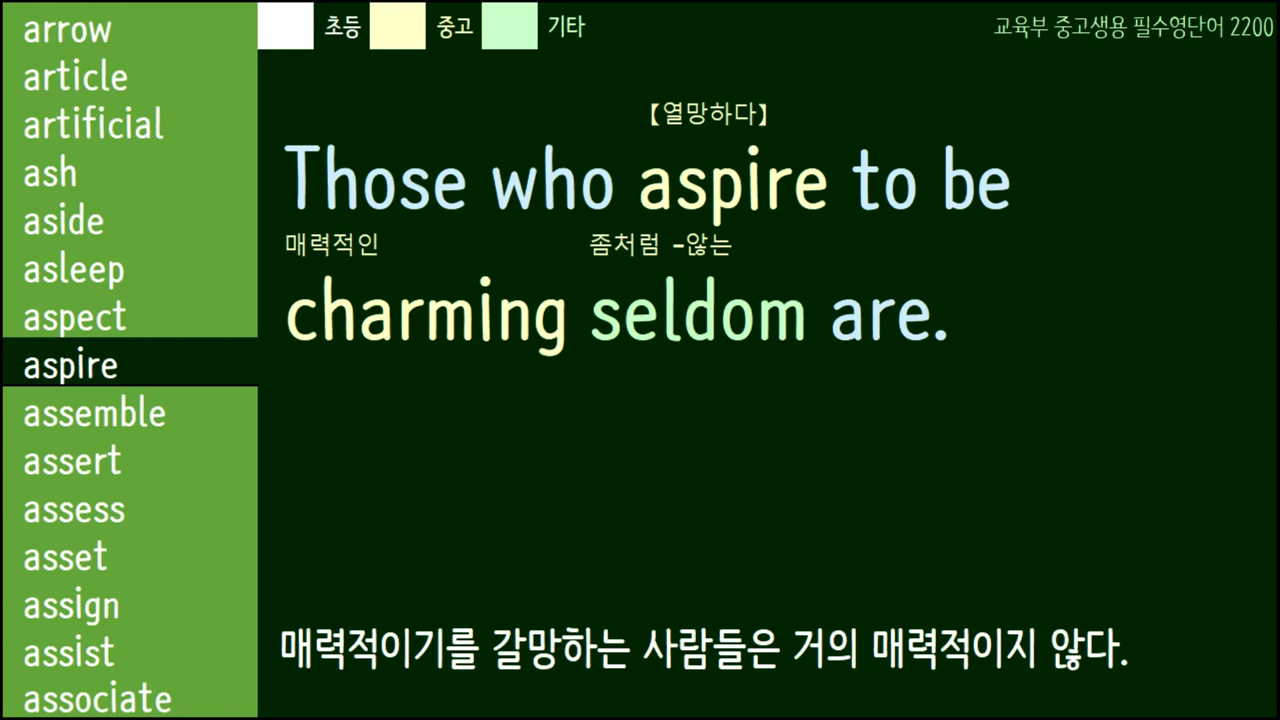 arrow
article
artificial
ash
aside
asleep
aspect
aspire
assemble
assert
assess
asset
assign
assist
associate
초등 중고 기타
교육부 중고생용 필수영단어 2200
【열망하다】
Those who aspire to be
매력적인 좀처럼 -않는
charming seldom are.
매력적이기를 갈망하는 사람들은 거의 매력적이지 않다.